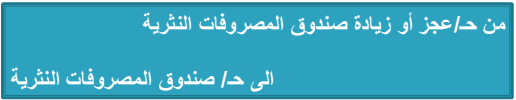 من حـ/عجز أو زيادة صندوق المصروفات النثرية
الى حـ/ صندوق المصروفات النثرية